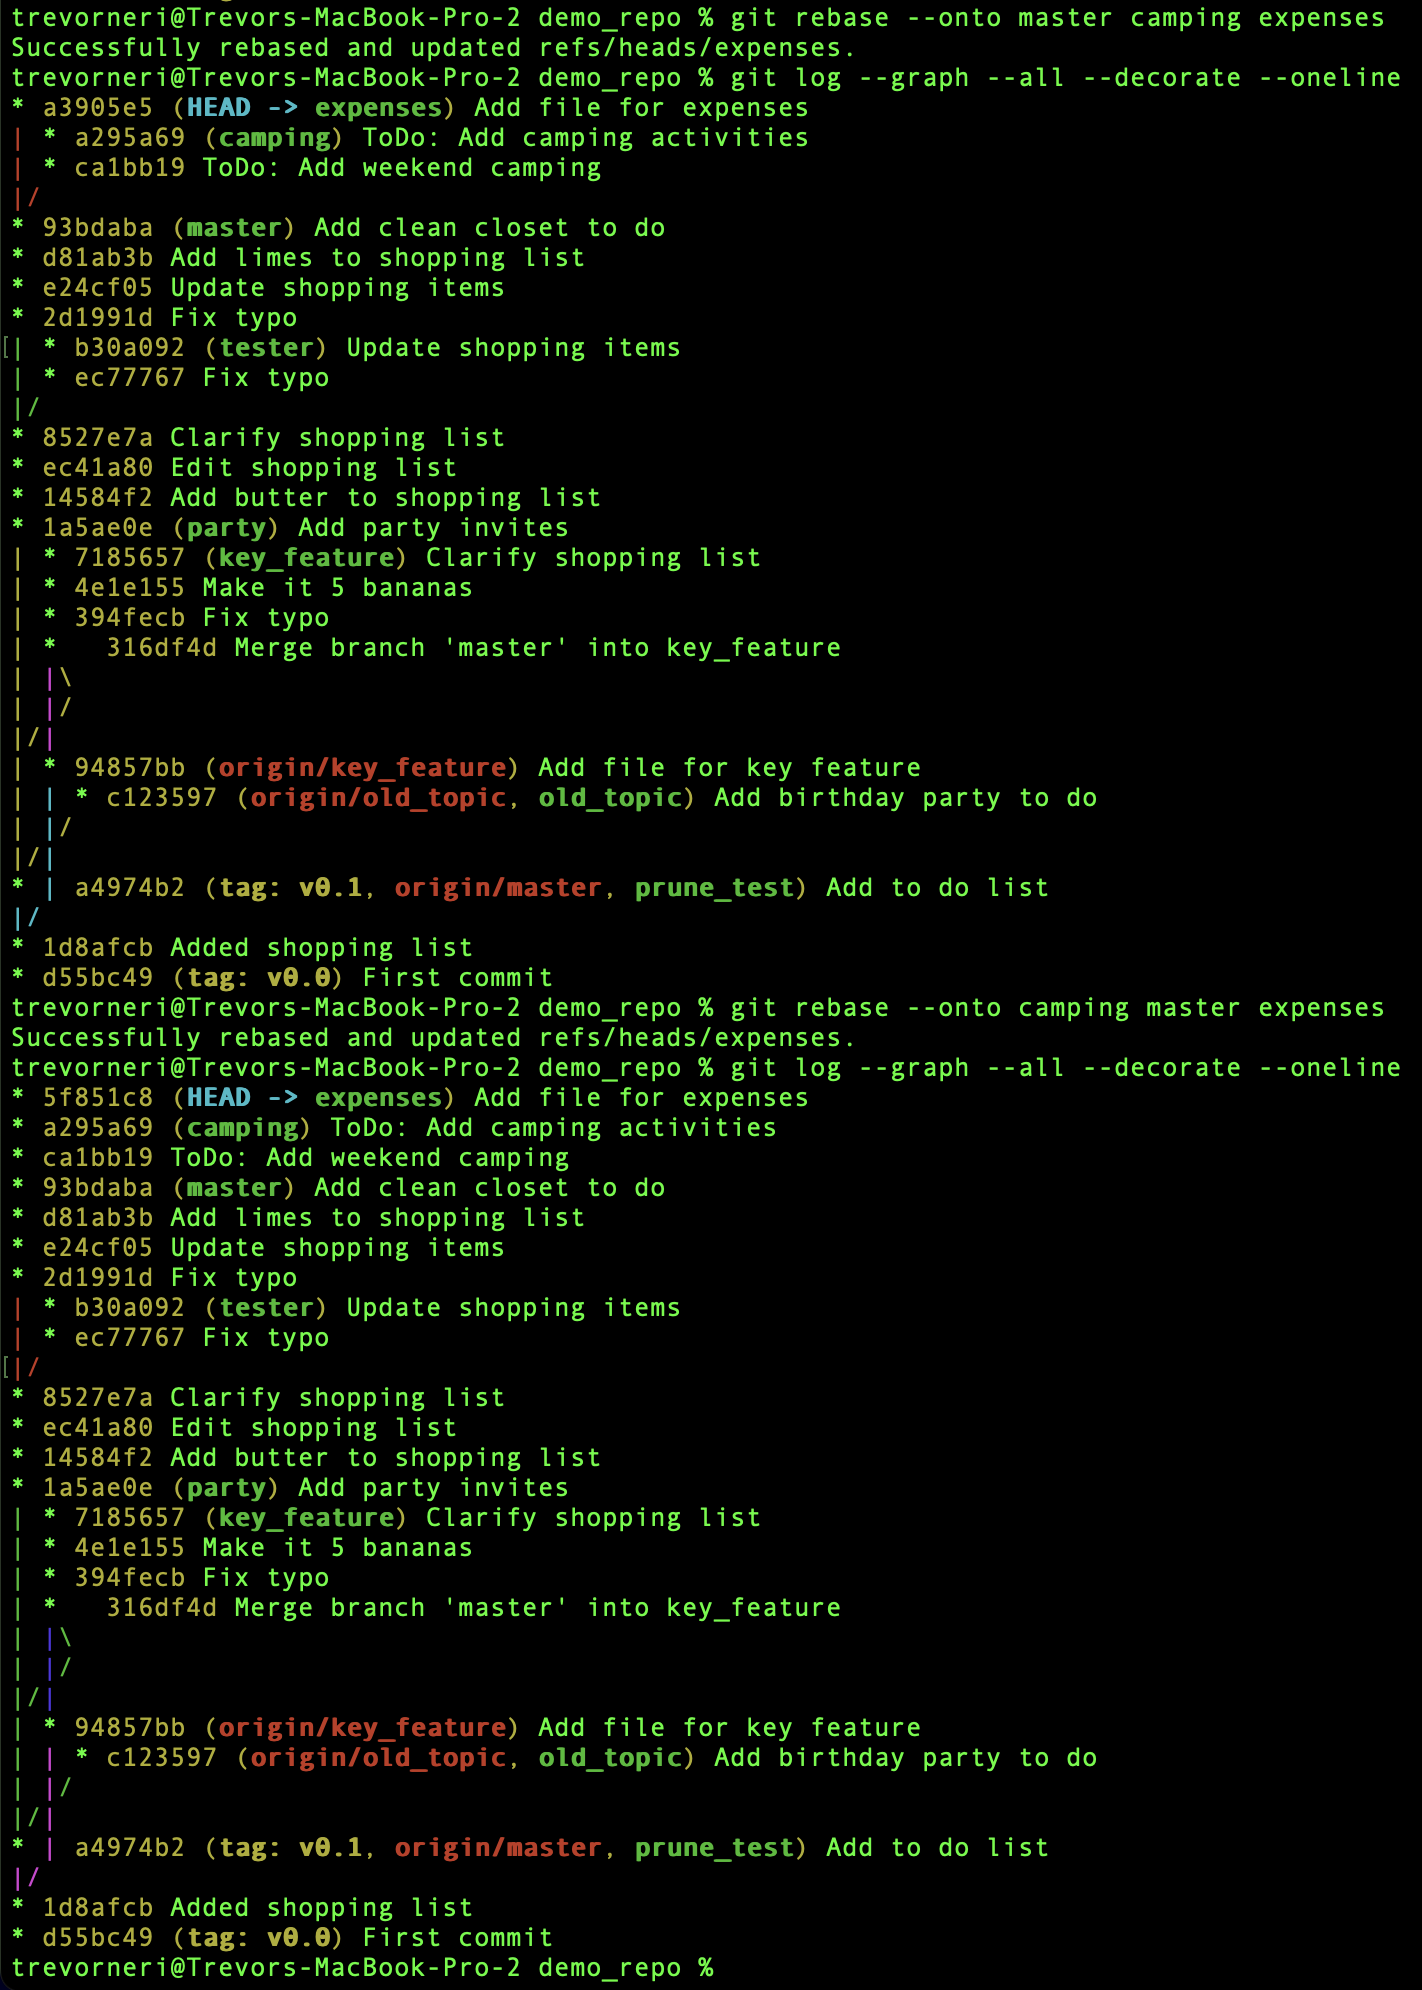 trevorneri@Trevors-MacBook-Pro-2 demo_repo % git rebase --onto master camping expenses
Successfully rebased and updated refs/heads/expenses.
trevorneri@Trevors-MacBook-Pro-2 demo_repo % git log --graph --all --decorate --oneline
* a3905e5 (HEAD -> expenses) Add file for expenses
| * a295a69 (camping) ToDo: Add camping activities
| * ca1bb19 ToDo: Add weekend camping
|/
* 93bdaba (master) Add clean closet to do
* d81ab3b Add limes to shopping list
* e24cf05 Update shopping items
* 2d1991d Fix typo
[| * b30a092 (tester) Update shopping items
| * ec77767 Fix typo
|/
* 8527e7a Clarify shopping list
* ec41a80 Edit shopping list
* 14584f2 Add butter to shopping list
* 1a5ae0e (party) Add party invites
| * 7185657 (key_feature) Clarify shopping list
| * 4e1e155 Make it 5 bananas
| * 394fecb Fix typo
| *   316df4d Merge branch 'master' into key_feature
| |\
| |/
|/|
| * 94857bb (origin/key_feature) Add file for key feature
| | * c123597 (origin/old_topic, old_topic) Add birthday party to do
| |/
|/|
* | a4974b2 (tag: v0.1, origin/master, prune_test) Add to do list
|/
* 1d8afcb Added shopping list
* d55bc49 (tag: v0.0) First commit
trevorneri@Trevors-MacBook-Pro-2 demo_repo % git rebase --onto camping master expenses
Successfully rebased and updated refs/heads/expenses.
trevorneri@Trevors-MacBook-Pro-2 demo_repo % git log --graph --all --decorate --oneline
* 5f851c8 (HEAD -> expenses) Add file for expenses
* a295a69 (camping) ToDo: Add camping activities
* ca1bb19 ToDo: Add weekend camping
* 93bdaba (master) Add clean closet to do
* d81ab3b Add limes to shopping list
* e24cf05 Update shopping items
* 2d1991d Fix typo
| * b30a092 (tester) Update shopping items
| * ec77767 Fix typo
[|/
* 8527e7a Clarify shopping list
* ec41a80 Edit shopping list
* 14584f2 Add butter to shopping list
* 1a5ae0e (party) Add party invites
| * 7185657 (key_feature) Clarify shopping list
| * 4e1e155 Make it 5 bananas
| * 394fecb Fix typo
| *   316df4d Merge branch 'master' into key_feature
| |\
| |/
|/|
| * 94857bb (origin/key_feature) Add file for key feature
| | * c123597 (origin/old_topic, old_topic) Add birthday party to do
| |/
|/|
* | a4974b2 (tag: v0.1, origin/master, prune_test) Add to do list
|/
* 1d8afcb Added shopping list
* d55bc49 (tag: v0.0) First commit
trevorneri@Trevors-MacBook-Pro-2 demo_repo %